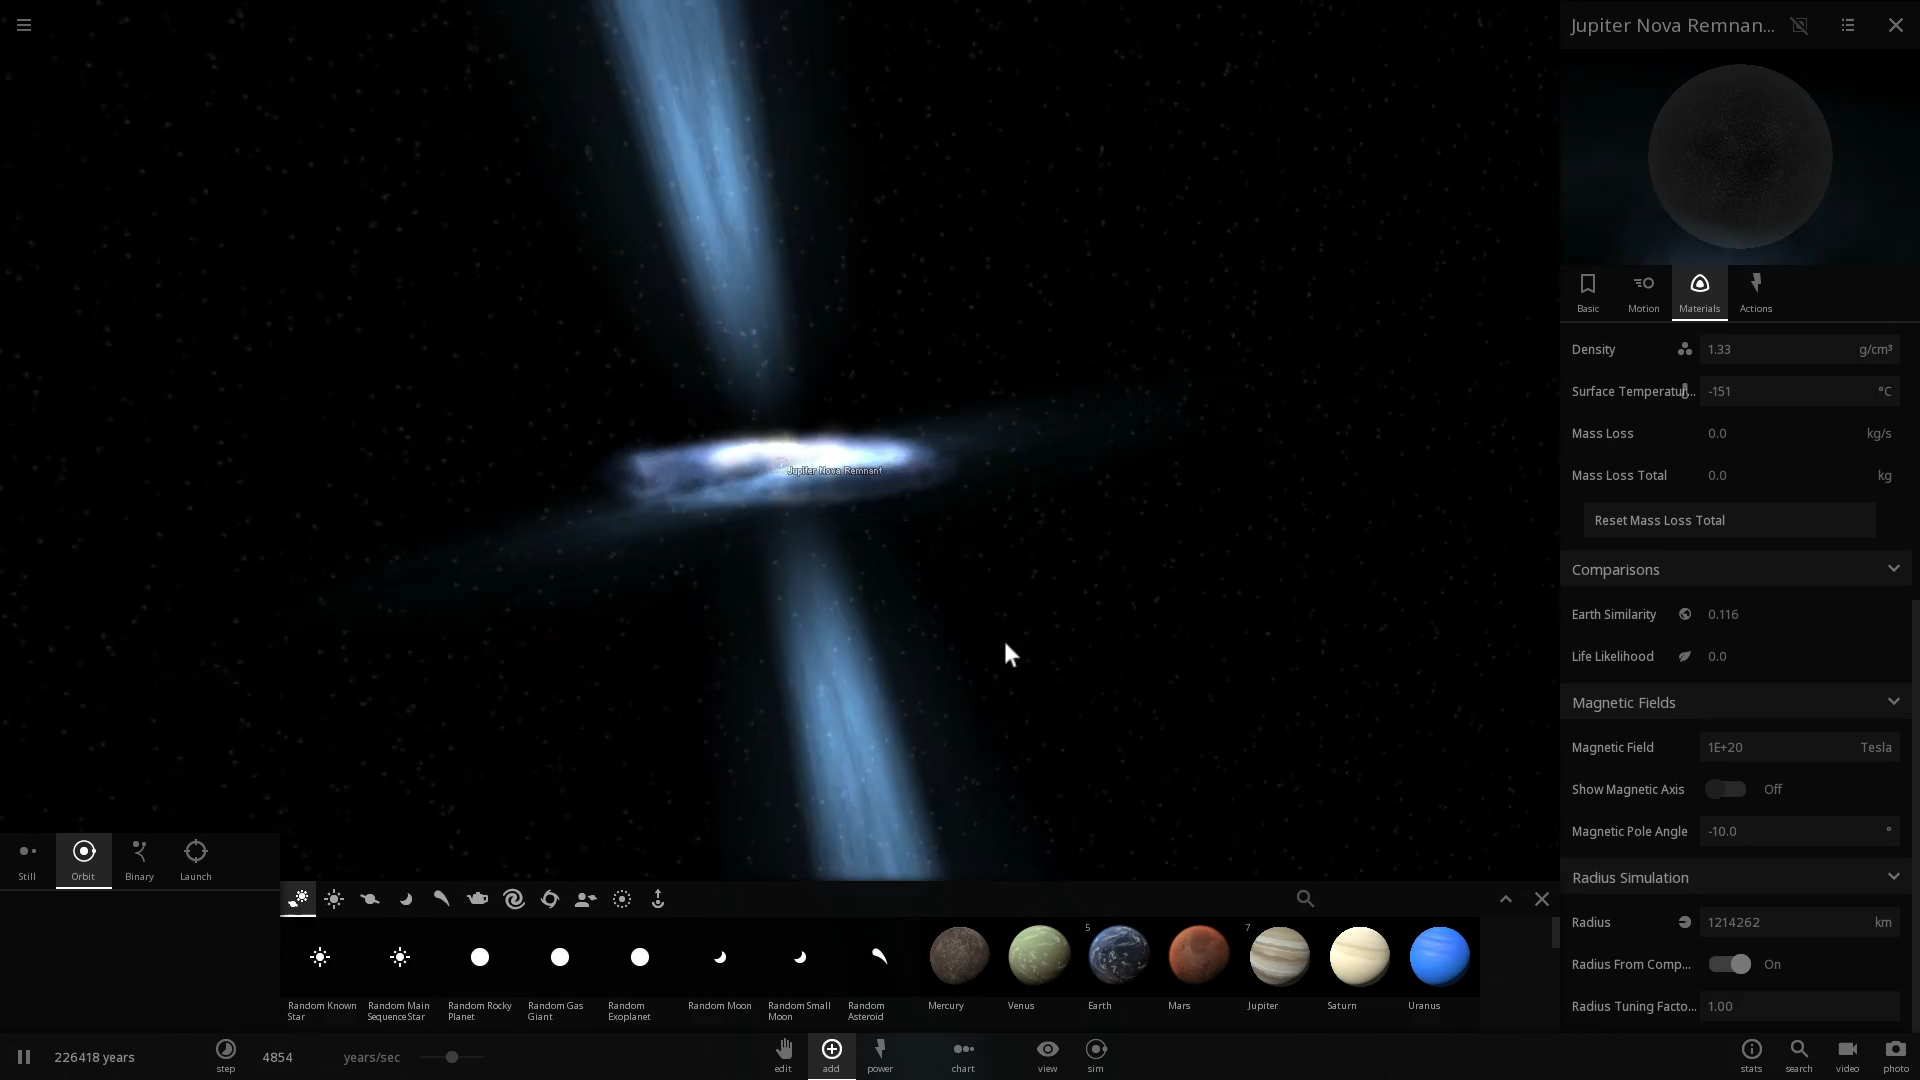 Jupiter Nova Remnan...
Basic
Motion
Materials
Actions
Density
1.33
g/cm³
Surface Temperatur...
-151
°C
Mass Loss
0.0
kg/s
Mass Loss Total
0.0
kg
Reset Mass Loss Total
Comparisons
Earth Similarity
0.116
Life Likelihood
0.0
Magnetic Fields
Magnetic Field
1E+20
Tesla
Show Magnetic Axis
Off
Magnetic Pole Angle
-10.0
°
Radius Simulation
Radius
1214262
km
Radius From Comp...
On
Radius Tuning Facto...
1.00
Jupiter Nova Remnant
Still
Orbit
Binary
Launch
5
7
Random Known
Star
Random Main
Sequence Star
Random Rocky
Planet
Random Gas
Giant
Random
Exoplanet
Random Moon
Random Small
Moon
Random
Asteroid
Mercury
Venus
Earth
Mars
Jupiter
Saturn
Uranus
226418 years
step
4854
years/sec
edit
add
power
chart
view
sim
stats
search
video
photo